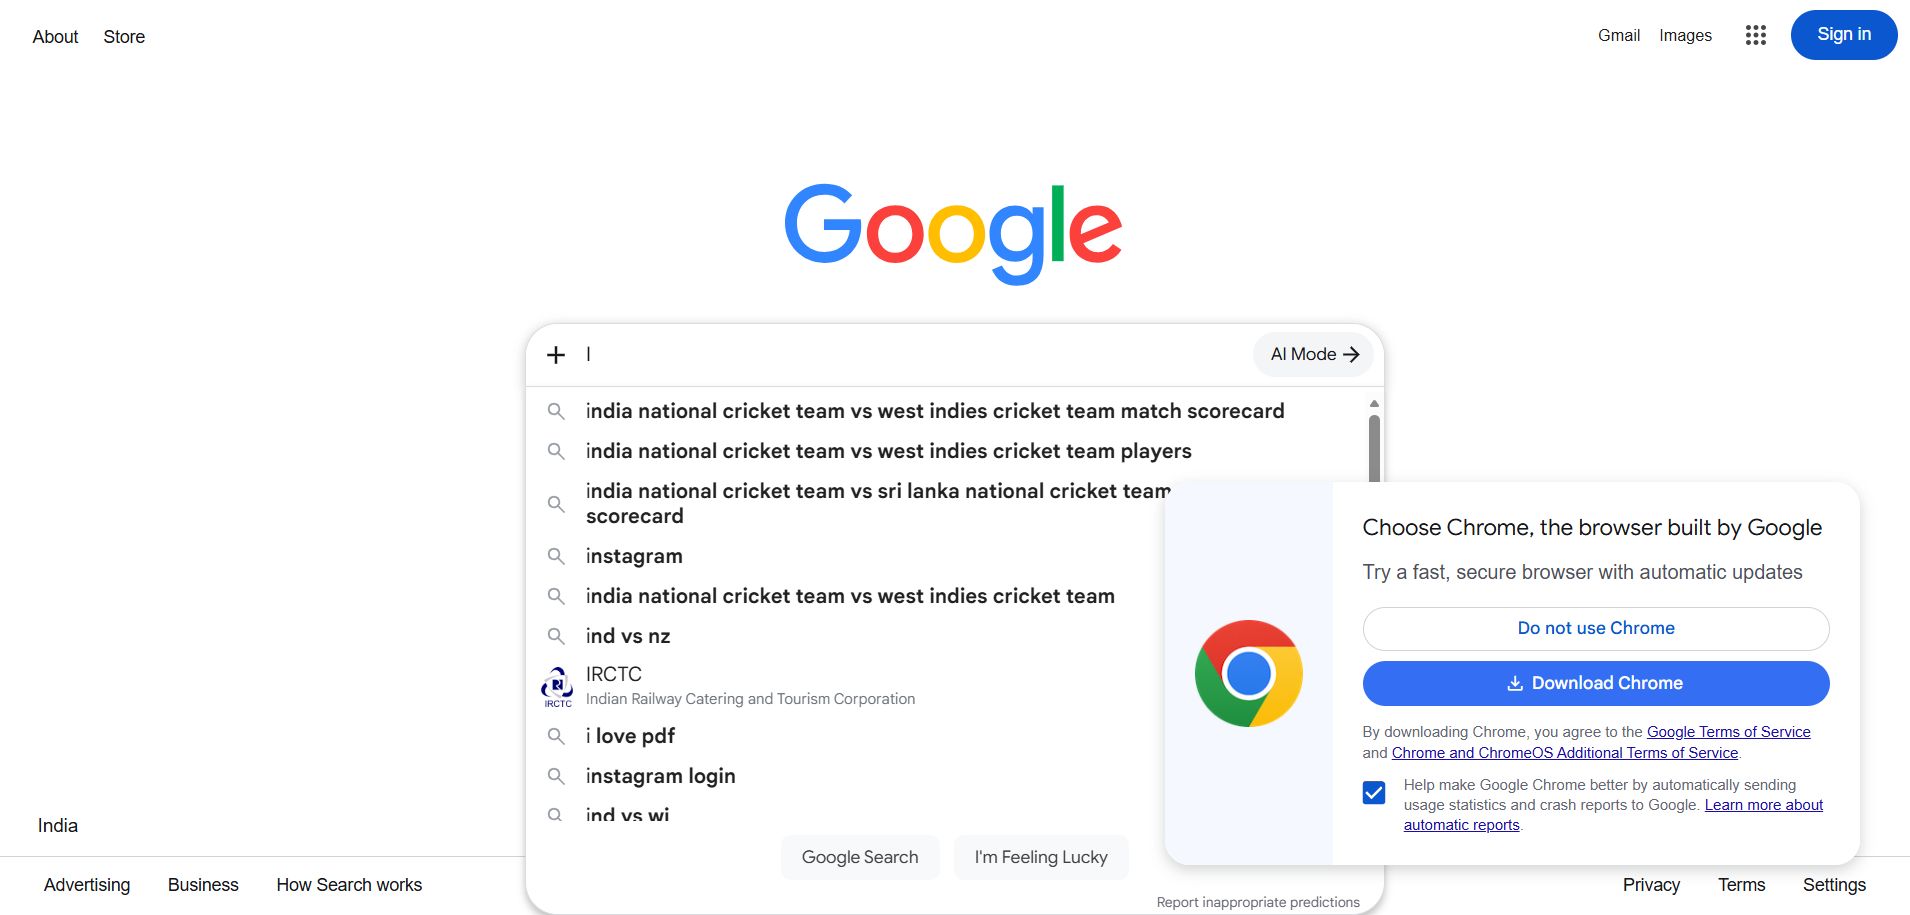 About Store
Gmail Images Sign in
Google
I AI Mode
india national cricket team vs west indies cricket team match scorecard
india national cricket team vs west indies cricket team players
india national cricket team vs sri lanka national cricket team
scorecard
instagram
india national cricket team vs west indies cricket team
ind vs nz
IRCTC
IRCTC
Indian Railway Catering and Tourism Corporation
i love pdf
instagram login
ind vs wi
Google Search I'm Feeling Lucky
Report inappropriate predictions
Choose Chrome, the browser built by Google
Try a fast, secure browser with automatic updates
Do not use Chrome
Download Chrome
By downloading Chrome, you agree to the Google Terms of Service
and Chrome and ChromeOS Additional Terms of Service.
Help make Google Chrome better by automatically sending
usage statistics and crash reports to Google. Learn more about
automatic reports.
India
Advertising Business How Search works
Privacy Terms Settings